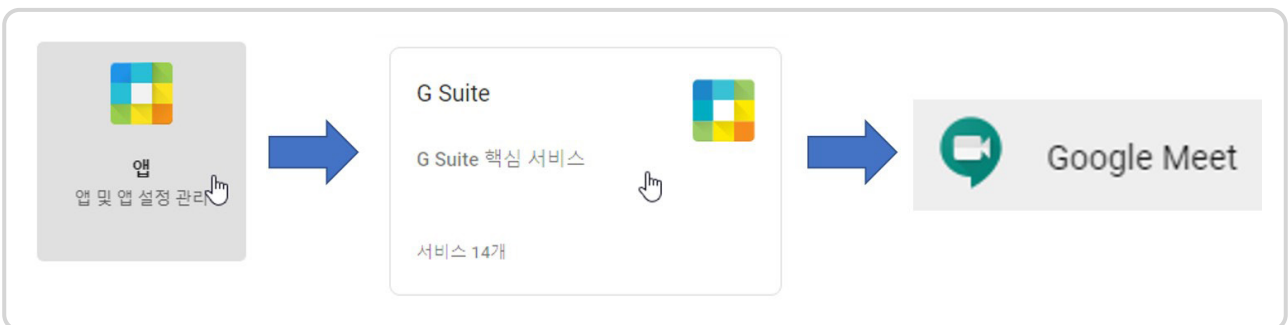 앱
앱 및 앱 설정 관리
G Suite
G Suite 핵심 서비스
서비스 14개
Google Meet